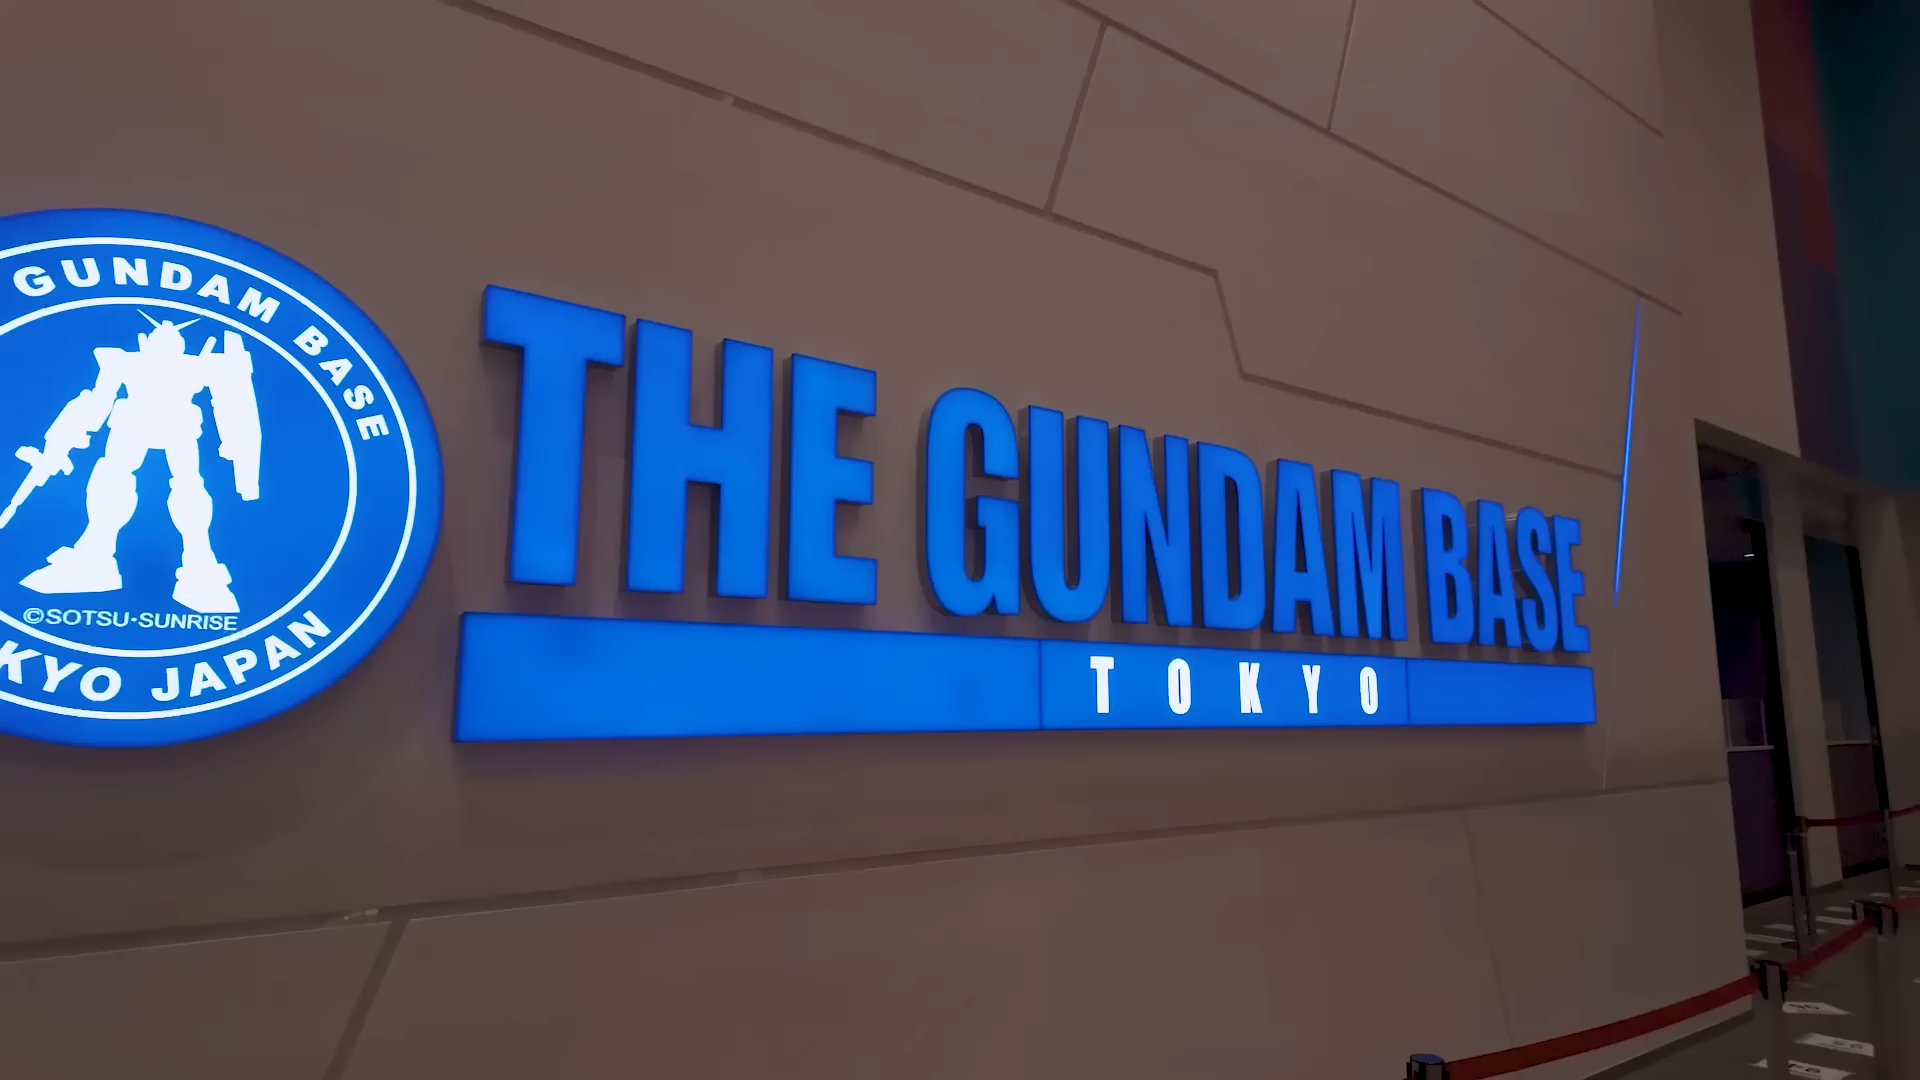 GUNDAM BASE
©SOTSU·SUNRISE
KYO JAPAN
THE GUNDAM BASE
TOKYO